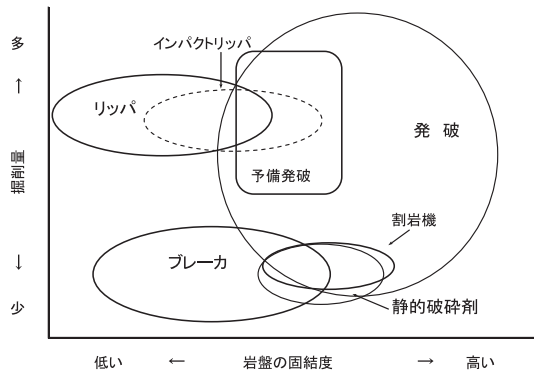 多
インパクトリッパ
↑
リッパ
発 破
掘削量
予備発破
割岩機
ブレーカ
↓
静的破砕剤
少
低い ← 岩盤の固結度 → 高い